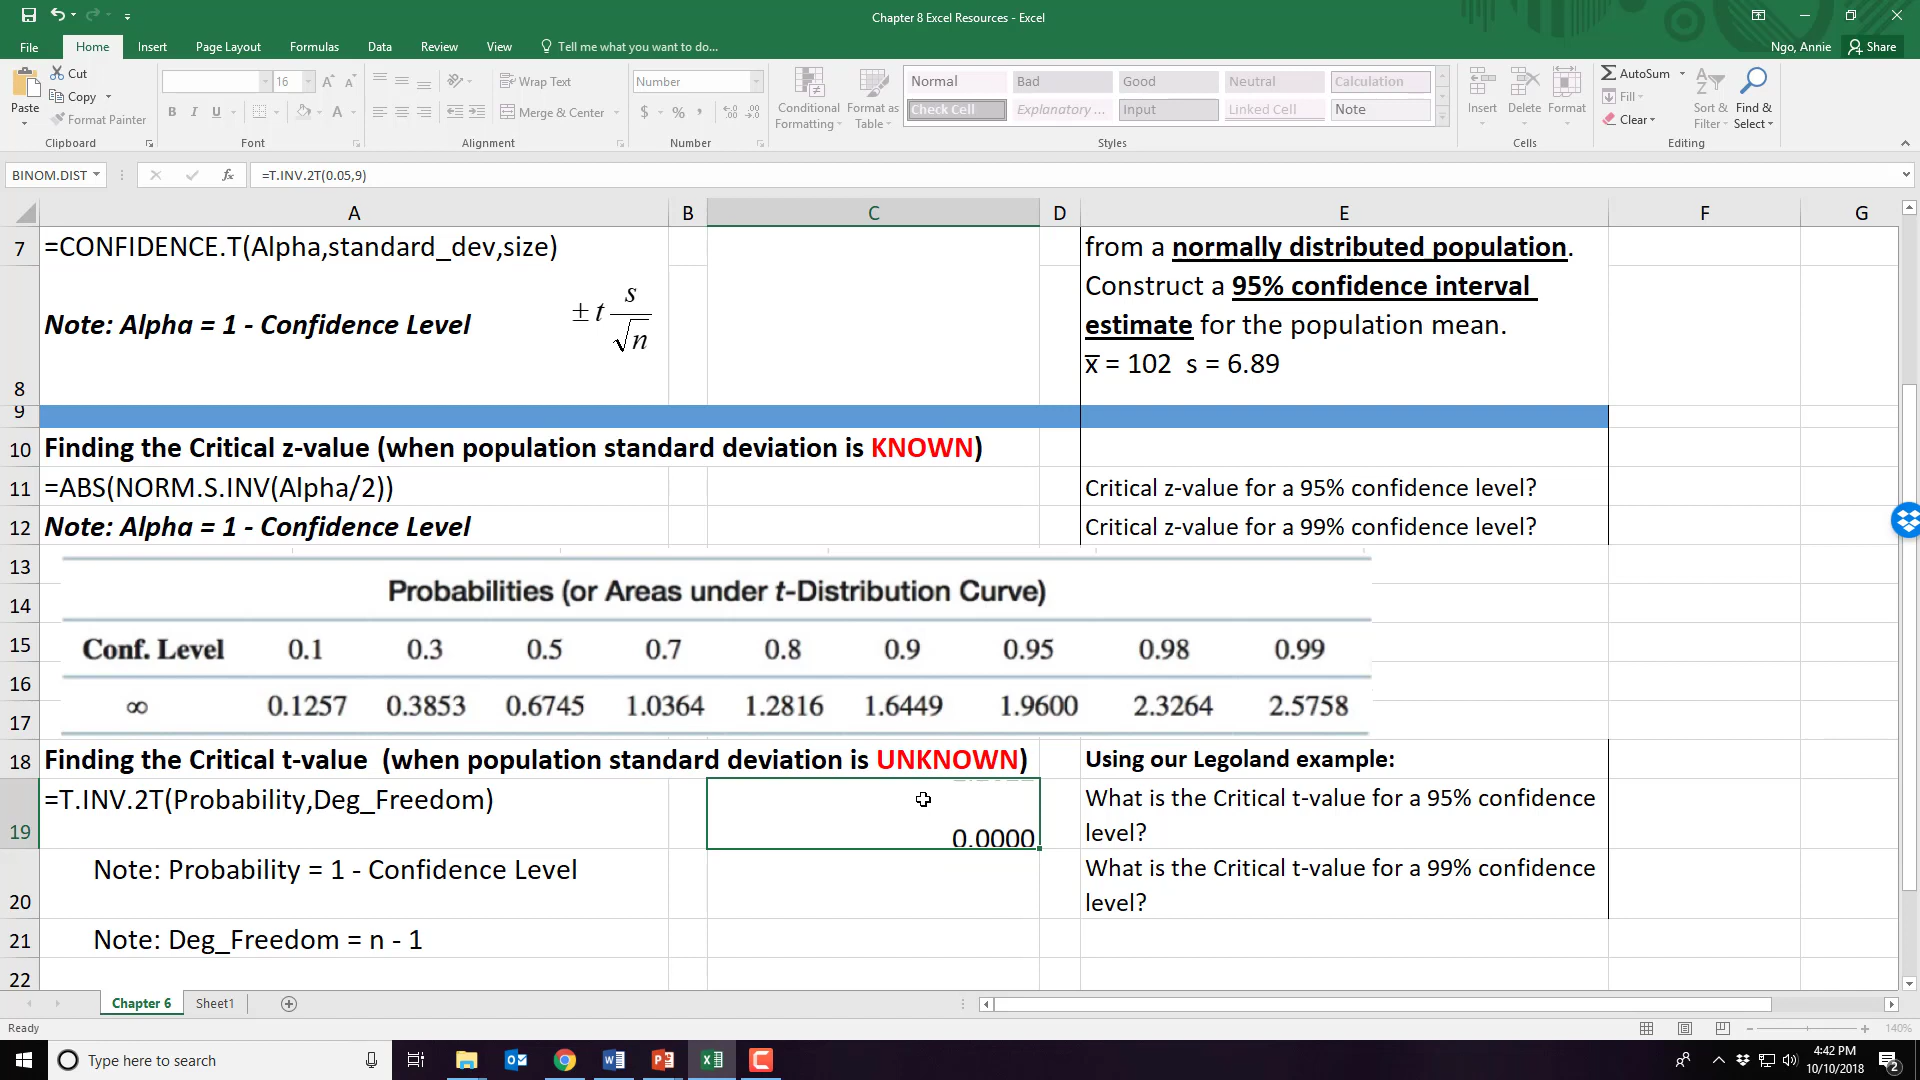 Chapter 8 Excel Resources - Excel
File Home Insert Page Layout Formulas Data Review View Tell me what you want to do... Ngo, Annie Share
Paste Cut Copy Format Painter
16
Wrap Text
Merge & Center
Number
$ % ,
Conditional Formatting
Format as Table
Normal Bad Good Neutral Calculation
Check Cell Explanatory ... Input Linked Cell Note
Insert Delete Format
AutoSum
Fill
Clear
Sort & Filter
Find & Select
Clipboard Font Alignment Number Styles Cells Editing
BINOM.DIST fx =T.INV.2T(0.05,9)
A B C D E F G
7 =CONFIDENCE.T(Alpha,standard_dev,size) from a normally distributed population.
Construct a 95% confidence interval
Note: Alpha = 1 - Confidence Level ± t s/√n estimate for the population mean.
x̅ = 102 s = 6.89
8
9
10 Finding the Critical z-value (when population standard deviation is KNOWN)
11 =ABS(NORM.S.INV(Alpha/2)) Critical z-value for a 95% confidence level?
12 Note: Alpha = 1 - Confidence Level Critical z-value for a 99% confidence level?
13
14 Probabilities (or Areas under t-Distribution Curve)
15 Conf. Level 0.1 0.3 0.5 0.7 0.8 0.9 0.95 0.98 0.99
16
17 ∞ 0.1257 0.3853 0.6745 1.0364 1.2816 1.6449 1.9600 2.3264 2.5758
18 Finding the Critical t-value (when population standard deviation is UNKNOWN) Using our Legoland example:
=T.INV.2T(Probability,Deg_Freedom) What is the Critical t-value for a 95% confidence
19 0.0000 level?
Note: Probability = 1 - Confidence Level What is the Critical t-value for a 99% confidence
20 level?
21 Note: Deg_Freedom = n - 1
22
Chapter 6 Sheet1
Ready 140%
Type here to search
4:42 PM
10/10/2018
2